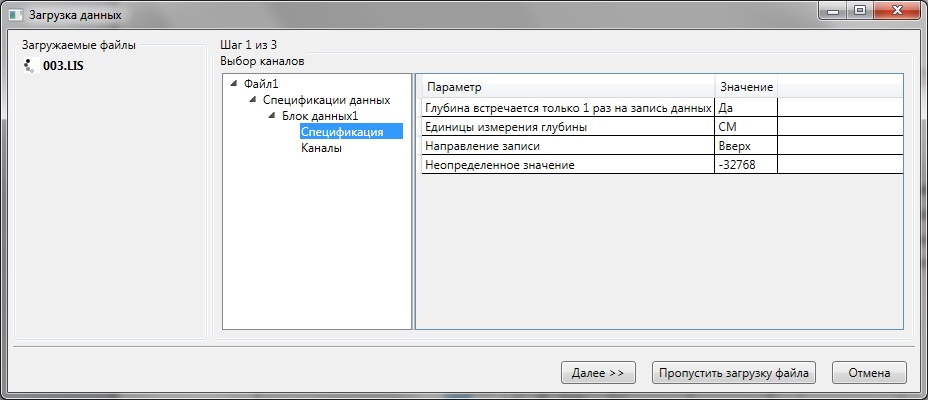 Загрузка данных
Загружаемые файлы
003.LIS
Шаг 1 из 3
Выбор каналов
Файл1
Спецификации данных
Блок данных1
Спецификация
Каналы
Параметр Значение
Глубина встречается только 1 раз на запись данных Да
Единицы измерения глубины СМ
Направление записи Вверх
Неопределенное значение -32768
Далее >> Пропустить загрузку файла Отмена